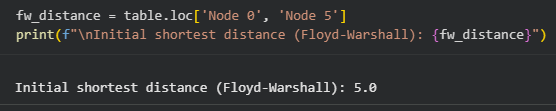 fw_distance = table.loc['Node 0', 'Node 5']
print(f"\nInitial shortest distance (Floyd-Warshall): {fw_distance}")
Initial shortest distance (Floyd-Warshall): 5.0